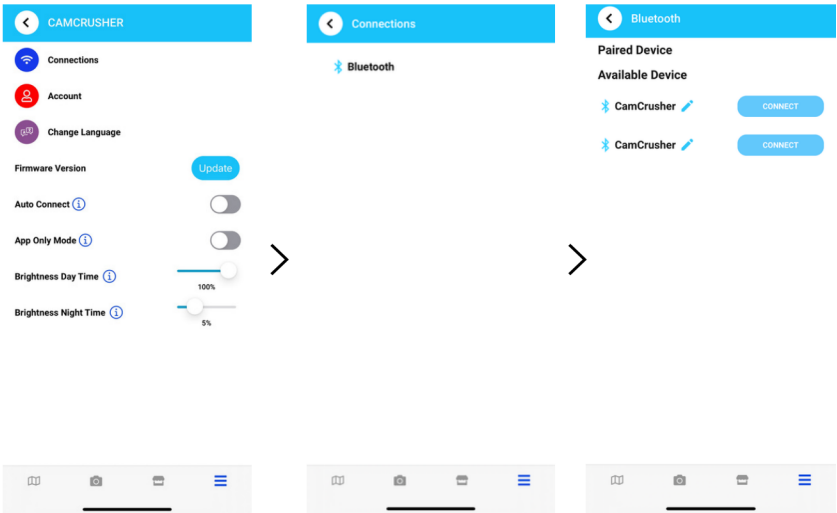 CAMCRUSHER
Connections
Account
Change Language
Firmware Version Update
Auto Connect
App Only Mode
Brightness Day Time
100%
Brightness Night Time
5%
Connections
Bluetooth
Bluetooth
Paired Device
Available Device
CamCrusher CONNECT
CamCrusher CONNECT